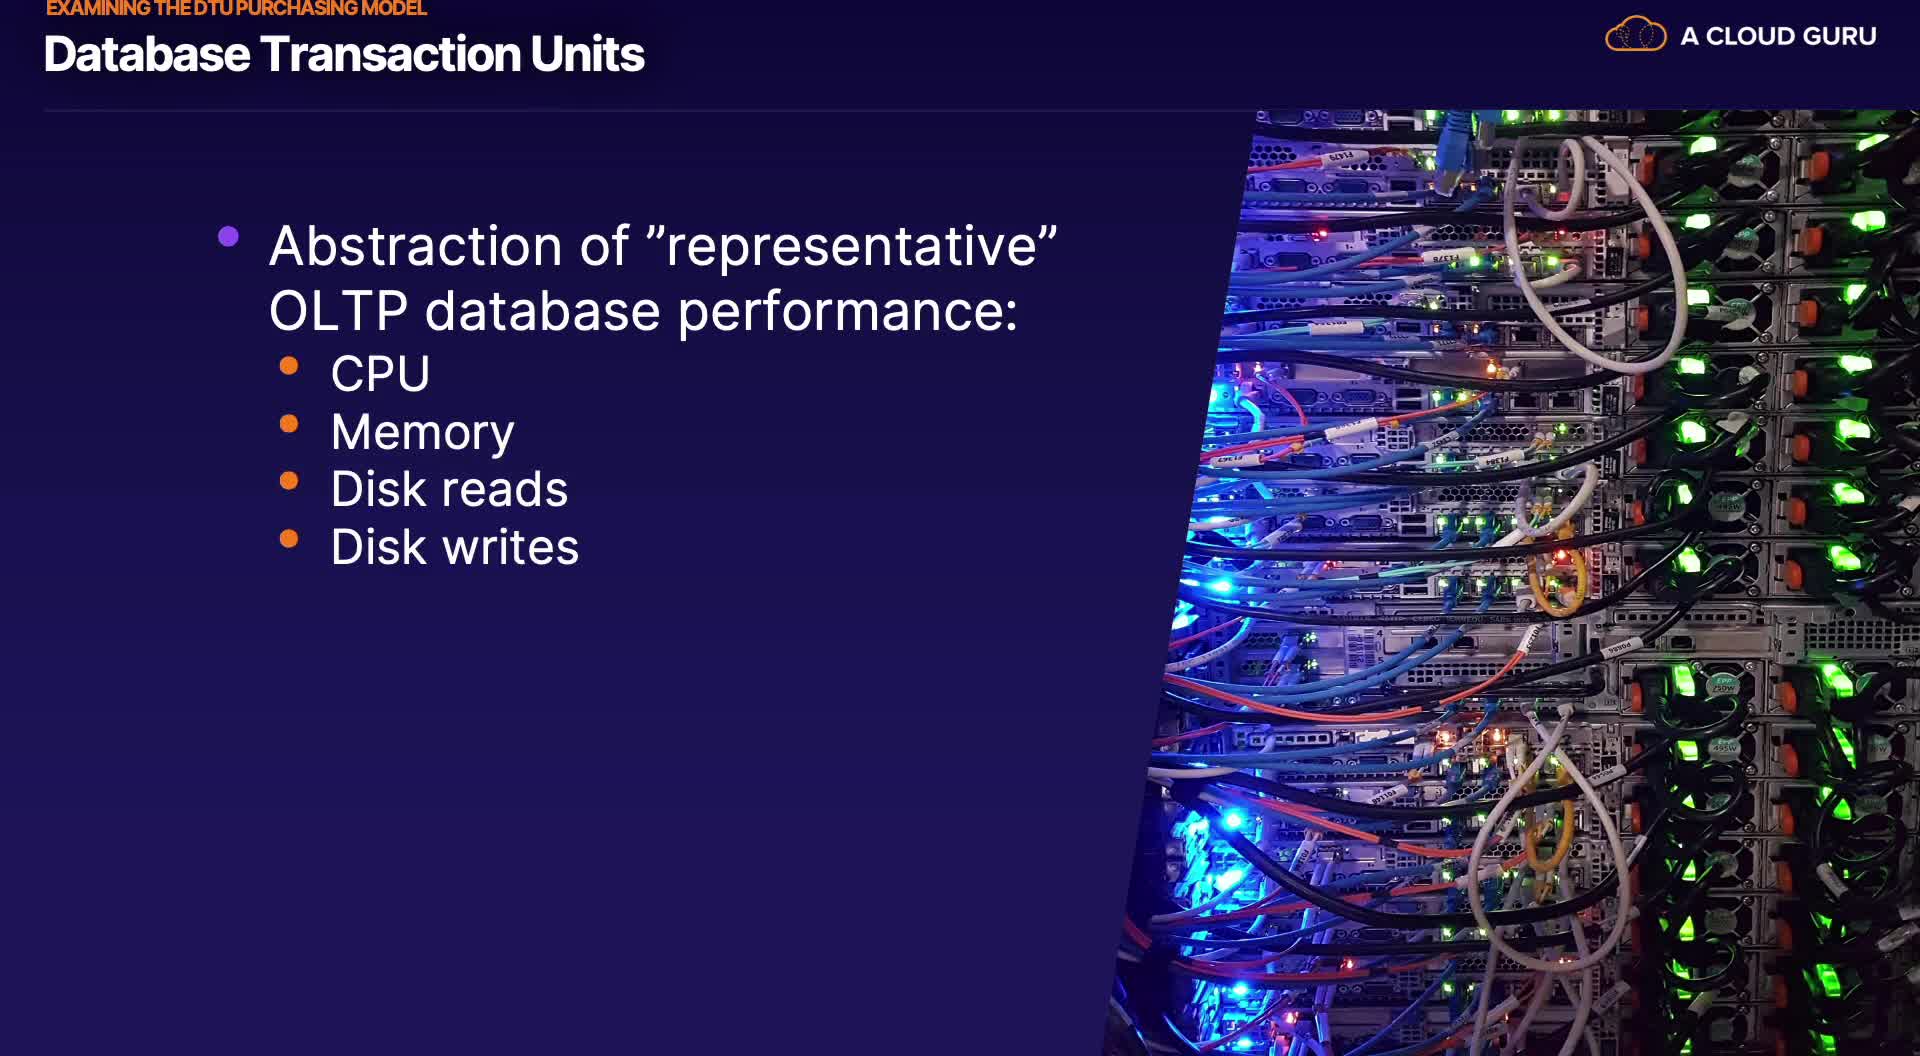 EXAMINING THE DTU PURCHASING MODEL
Database Transaction Units
A CLOUD GURU
Abstraction of ”representative”
OLTP database performance:
CPU
Memory
Disk reads
Disk writes